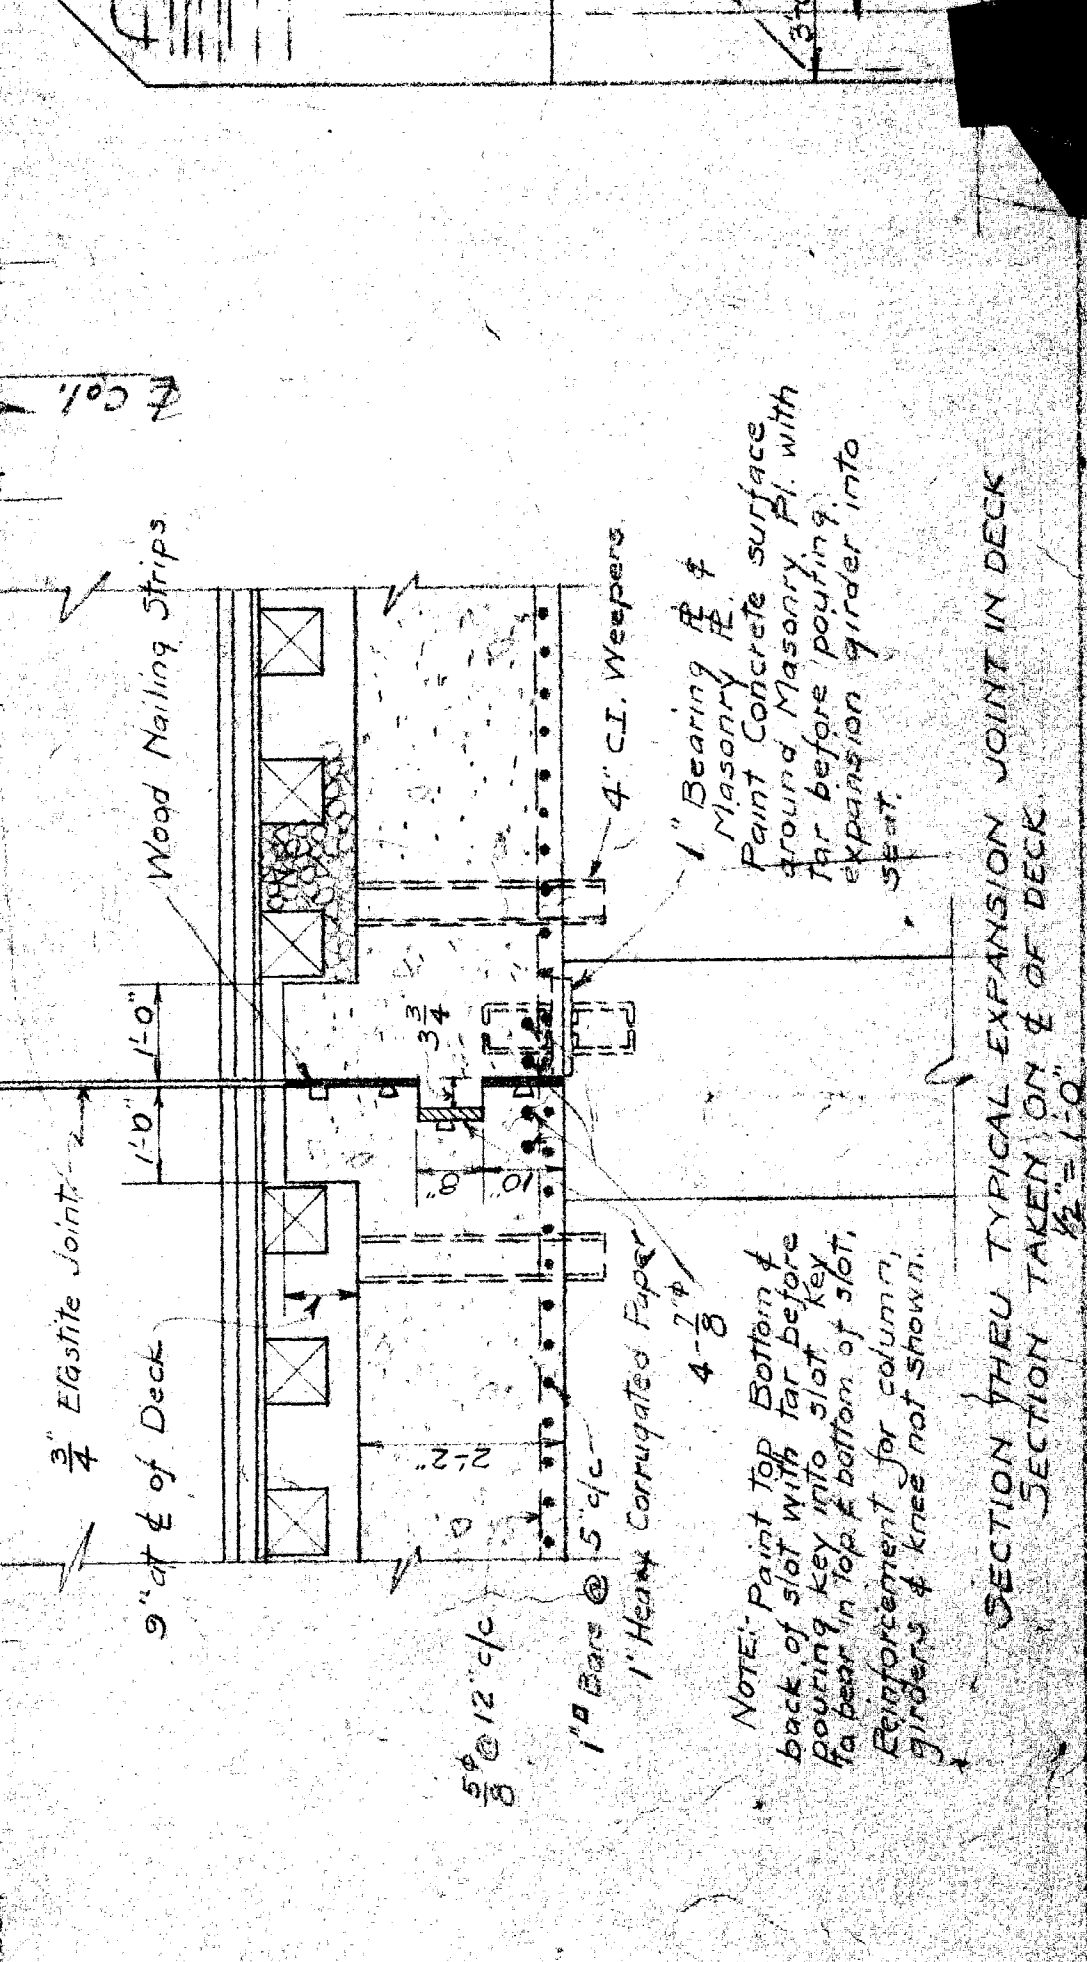 ℄ Col.
Wood Nailing Strips.
3/4" Elastite Joint
1'-0"
1'-0"
9" at ℄ of Deck
3 3/4
8"
10"
2'-2"
4" C.I. Weepers.
5/8"ϕ @ 12" c/c
1"□ Bars @ 5" c/c
1" Heavy Corrugated Paper
4-7/8"ϕ
1" Bearing ℙL &
Masonry ℙL.
Paint Concrete surface
around Masonry Pl. with
tar before pouring
expansion girder into
seat.
NOTE:- Paint Top Bottom &
back of slot with tar before
pouring key into slot Key
to bear in top & bottom of slot.
Reinforcement for column,
girders & knee not shown.
SECTION THRU TYPICAL EXPANSION JOINT IN DECK
SECTION TAKEN ON ℄ OF DECK.
1/2" = 1'-0"